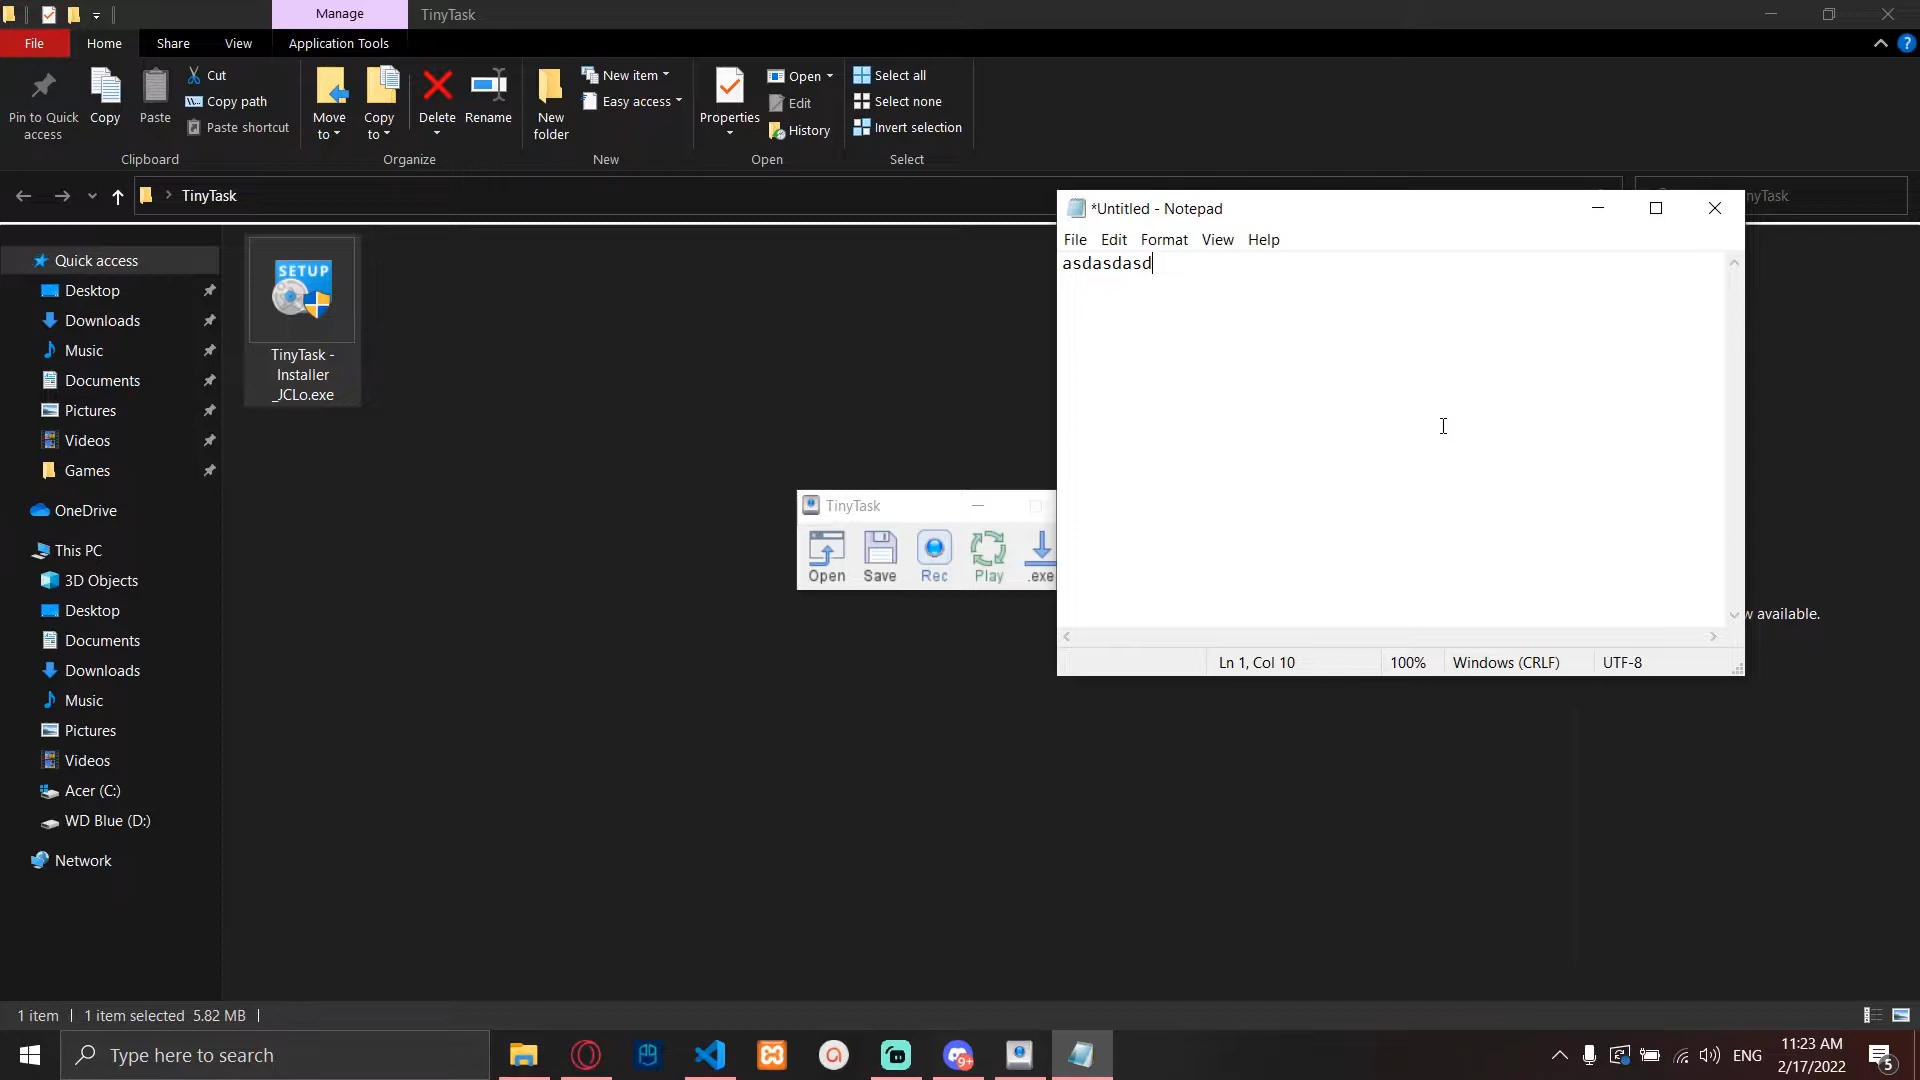 Manage TinyTask
File Home Share View Application Tools
Pin to Quick access
Copy
Paste
Cut
Copy path
Paste shortcut
Clipboard
Move to
Copy to
Delete
Rename
Organize
New folder
New item
Easy access
New
Properties
Open
Edit
History
Open
Select all
Select none
Invert selection
Select
TinyTask
nyTask
Quick access
Desktop
Downloads
Music
Documents
Pictures
Videos
Games
OneDrive
This PC
3D Objects
Desktop
Documents
Downloads
Music
Pictures
Videos
Acer (C:)
WD Blue (D:)
Network
SETUP
TinyTask -
Installer
_JCLo.exe
TinyTask
Open Save Rec Play .exe
*Untitled - Notepad
File Edit Format View Help
asdasdasd
Ln 1, Col 10 100% Windows (CRLF) UTF-8
w available.
1 item 1 item selected 5.82 MB
Type here to search
9+
ENG
11:23 AM
2/17/2022
5